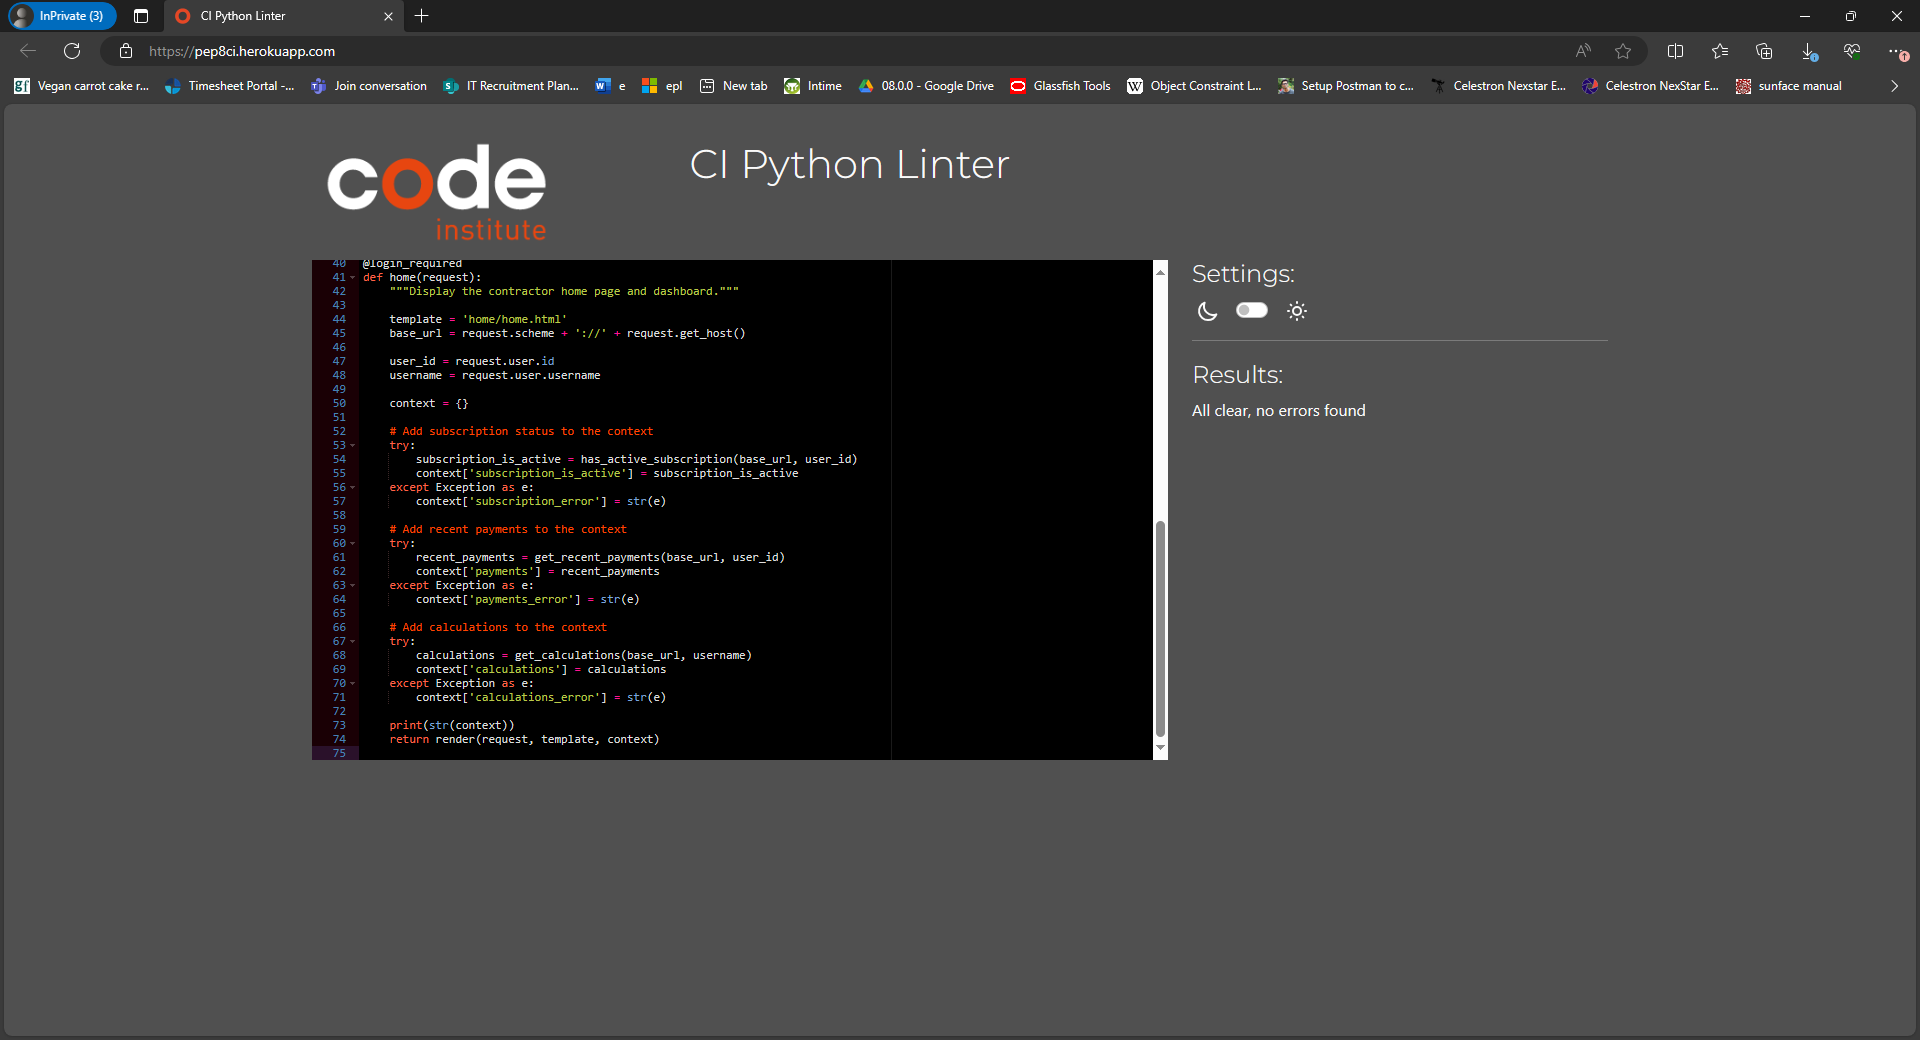 InPrivate (3)
CI Python Linter
https://pep8ci.herokuapp.com
Vegan carrot cake r...
Timesheet Portal -...
Join conversation
IT Recruitment Plan...
e
epl
New tab
Intime
08.0.0 - Google Drive
Glassfish Tools
Object Constraint L...
Setup Postman to c...
Celestron Nexstar E...
Celestron NexStar E...
sunface manual
code
institute
CI Python Linter
40 @login_required
41 def home(request):
42     """Display the contractor home page and dashboard."""
43
44     template = 'home/home.html'
45     base_url = request.scheme + '://' + request.get_host()
46
47     user_id = request.user.id
48     username = request.user.username
49
50     context = {}
51
52     # Add subscription status to the context
53     try:
54         subscription_is_active = has_active_subscription(base_url, user_id)
55         context['subscription_is_active'] = subscription_is_active
56     except Exception as e:
57         context['subscription_error'] = str(e)
58
59     # Add recent payments to the context
60     try:
61         recent_payments = get_recent_payments(base_url, user_id)
62         context['payments'] = recent_payments
63     except Exception as e:
64         context['payments_error'] = str(e)
65
66     # Add calculations to the context
67     try:
68         calculations = get_calculations(base_url, username)
69         context['calculations'] = calculations
70     except Exception as e:
71         context['calculations_error'] = str(e)
72
73     print(str(context))
74     return render(request, template, context)
75
Settings:
Results:
All clear, no errors found